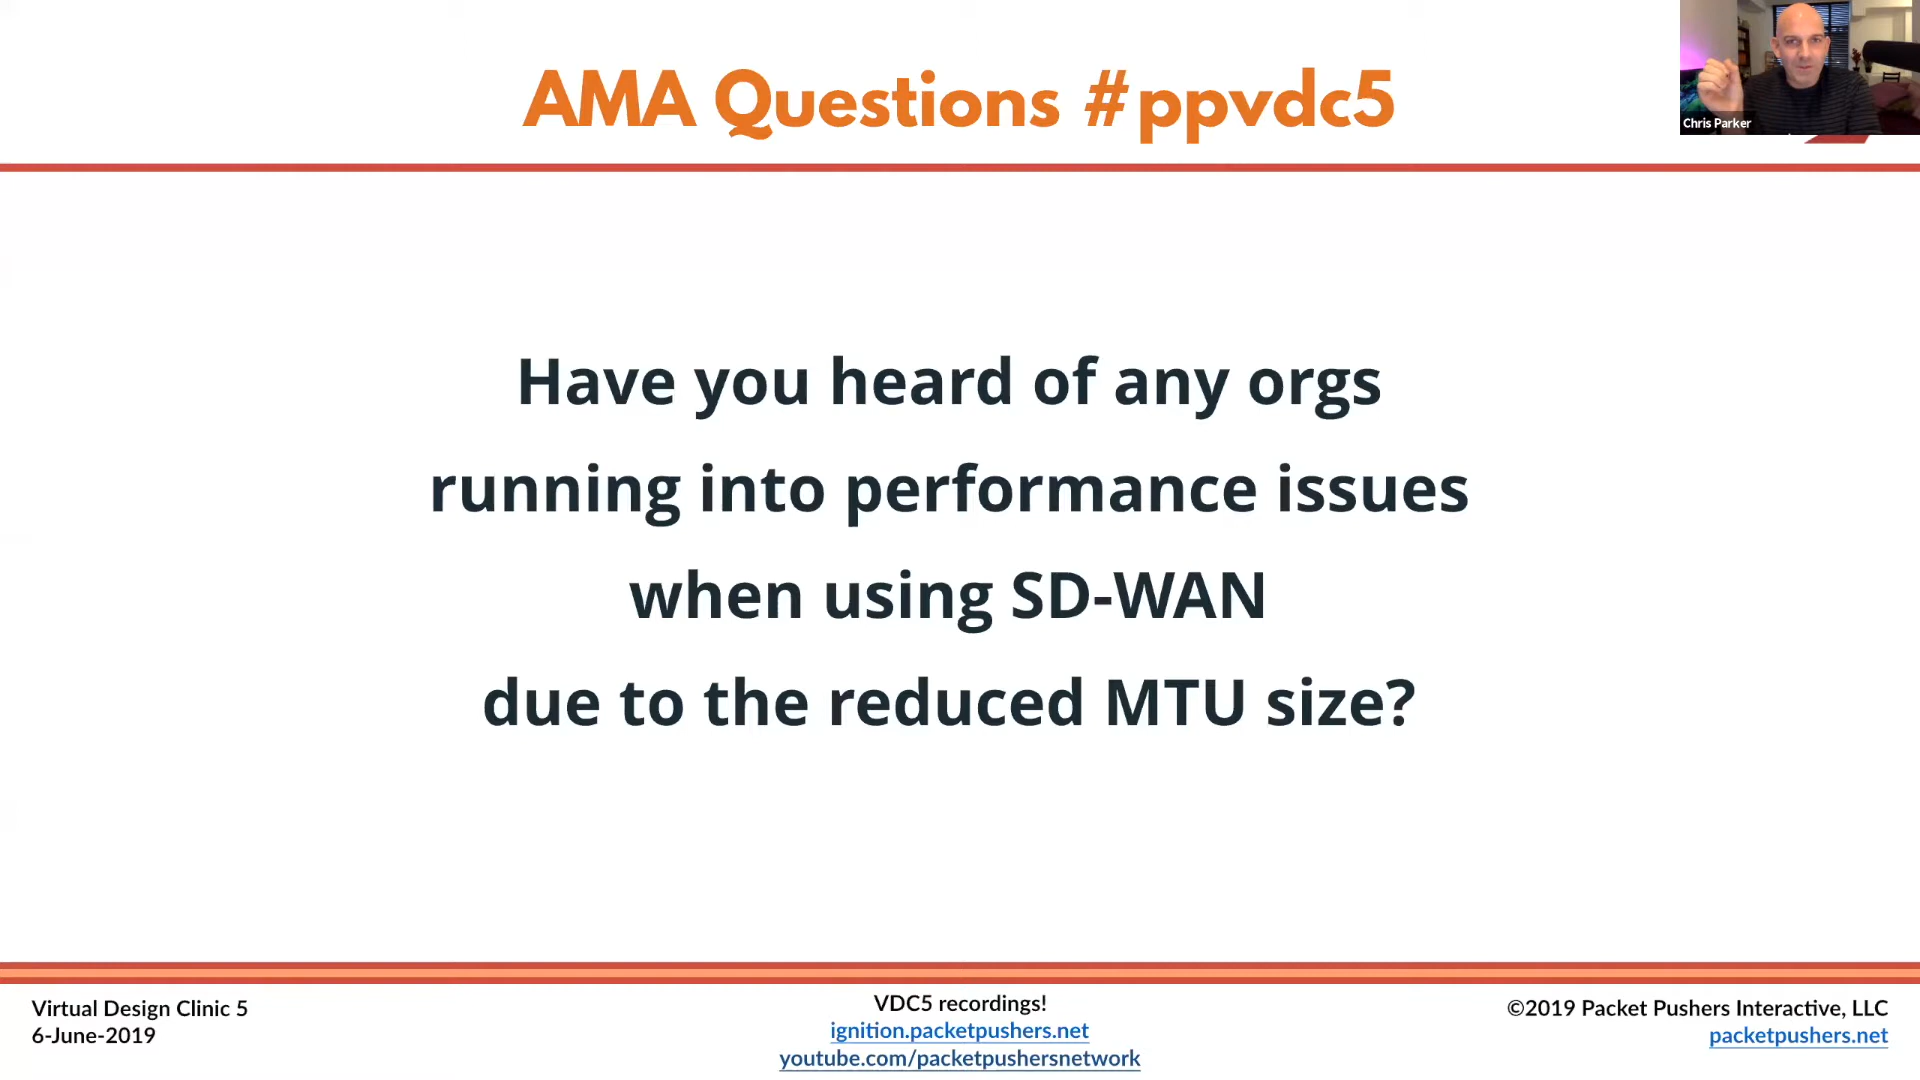 AMA Questions #ppvdc5
Chris Parker
Have you heard of any orgs
running into performance issues
when using SD-WAN
due to the reduced MTU size?
Virtual Design Clinic 5
6-June-2019
VDC5 recordings!
ignition.packetpushers.net
youtube.com/packetpushersnetwork
©2019 Packet Pushers Interactive, LLC
packetpushers.net